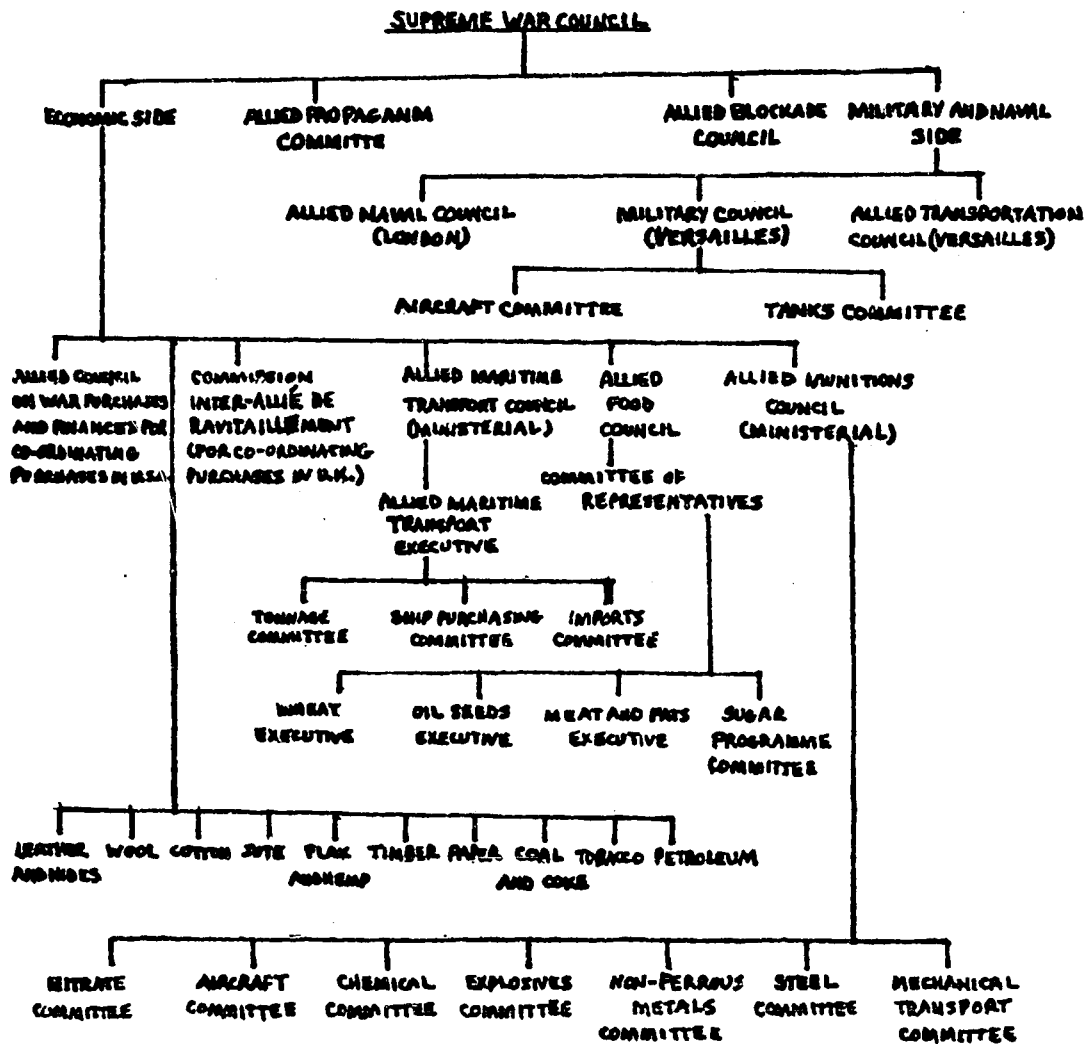 SUPREME WAR COUNCIL
ECONOMIC SIDE
ALLIED PROPAGANDA
COMMITTE
ALLIED BLOCKADE
COUNCIL
MILITARY AND NAVAL
SIDE
ALLIED NAVAL COUNCIL
(LONDON)
MILITARY COUNCIL
(VERSAILLES)
ALLIED TRANSPORTATION
COUNCIL (VERSAILLES)
AIRCRAFT COMMITTEE
TANKS COMMITTEE
ALLIED COUNCIL
ON WAR PURCHASES
AND FINANCES FOR
CO-ORDINATING
PURCHASES IN U.S.A.
COMMISSION
INTER-ALLIÉ DE
RAVITAILLEMENT
(FOR CO-ORDINATING
PURCHASES IN U.K.)
ALLIED MARITIME
TRANSPORT COUNCIL
(MINISTERIAL)
ALLIED
FOOD
COUNCIL
ALLIED MUNITIONS
COUNCIL
(MINISTERIAL)
COMMITTEE OF
REPRESENTATIVES
ALLIED MARITIME
TRANSPORT
EXECUTIVE
TONNAGE
COMMITTEE
SHIP PURCHASING
COMMITTEE
IMPORTS
COMMITTEE
WHEAT
EXECUTIVE
OIL SEEDS
EXECUTIVE
MEAT AND FATS
EXECUTIVE
SUGAR
PROGRAMME
COMMITTEE
LEATHER
AND HIDES
WOOL
COTTON
JUTE
FLAX
AND HEMP
TIMBER
PAPER
COAL
AND COKE
TOBACCO
PETROLEUM
NITRATE
COMMITTEE
AIRCRAFT
COMMITTEE
CHEMICAL
COMMITTEE
EXPLOSIVES
COMMITTEE
NON-FERROUS
METALS
COMMITTEE
STEEL
COMMITTEE
MECHANICAL
TRANSPORT
COMMITTEE